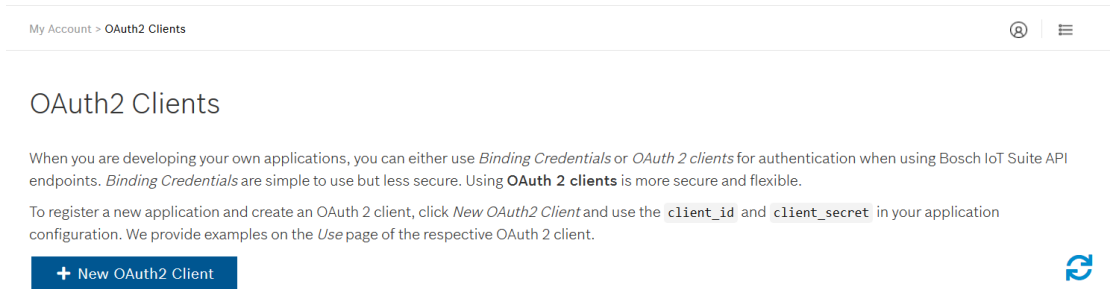 My Account > OAuth2 Clients
OAuth2 Clients
When you are developing your own applications, you can either use Binding Credentials or OAuth 2 clients for authentication when using Bosch IoT Suite API
endpoints. Binding Credentials are simple to use but less secure. Using OAuth 2 clients is more secure and flexible.
To register a new application and create an OAuth 2 client, click New OAuth2 Client and use the client_id and client_secret in your application
configuration. We provide examples on the Use page of the respective OAuth 2 client.
+ New OAuth2 Client